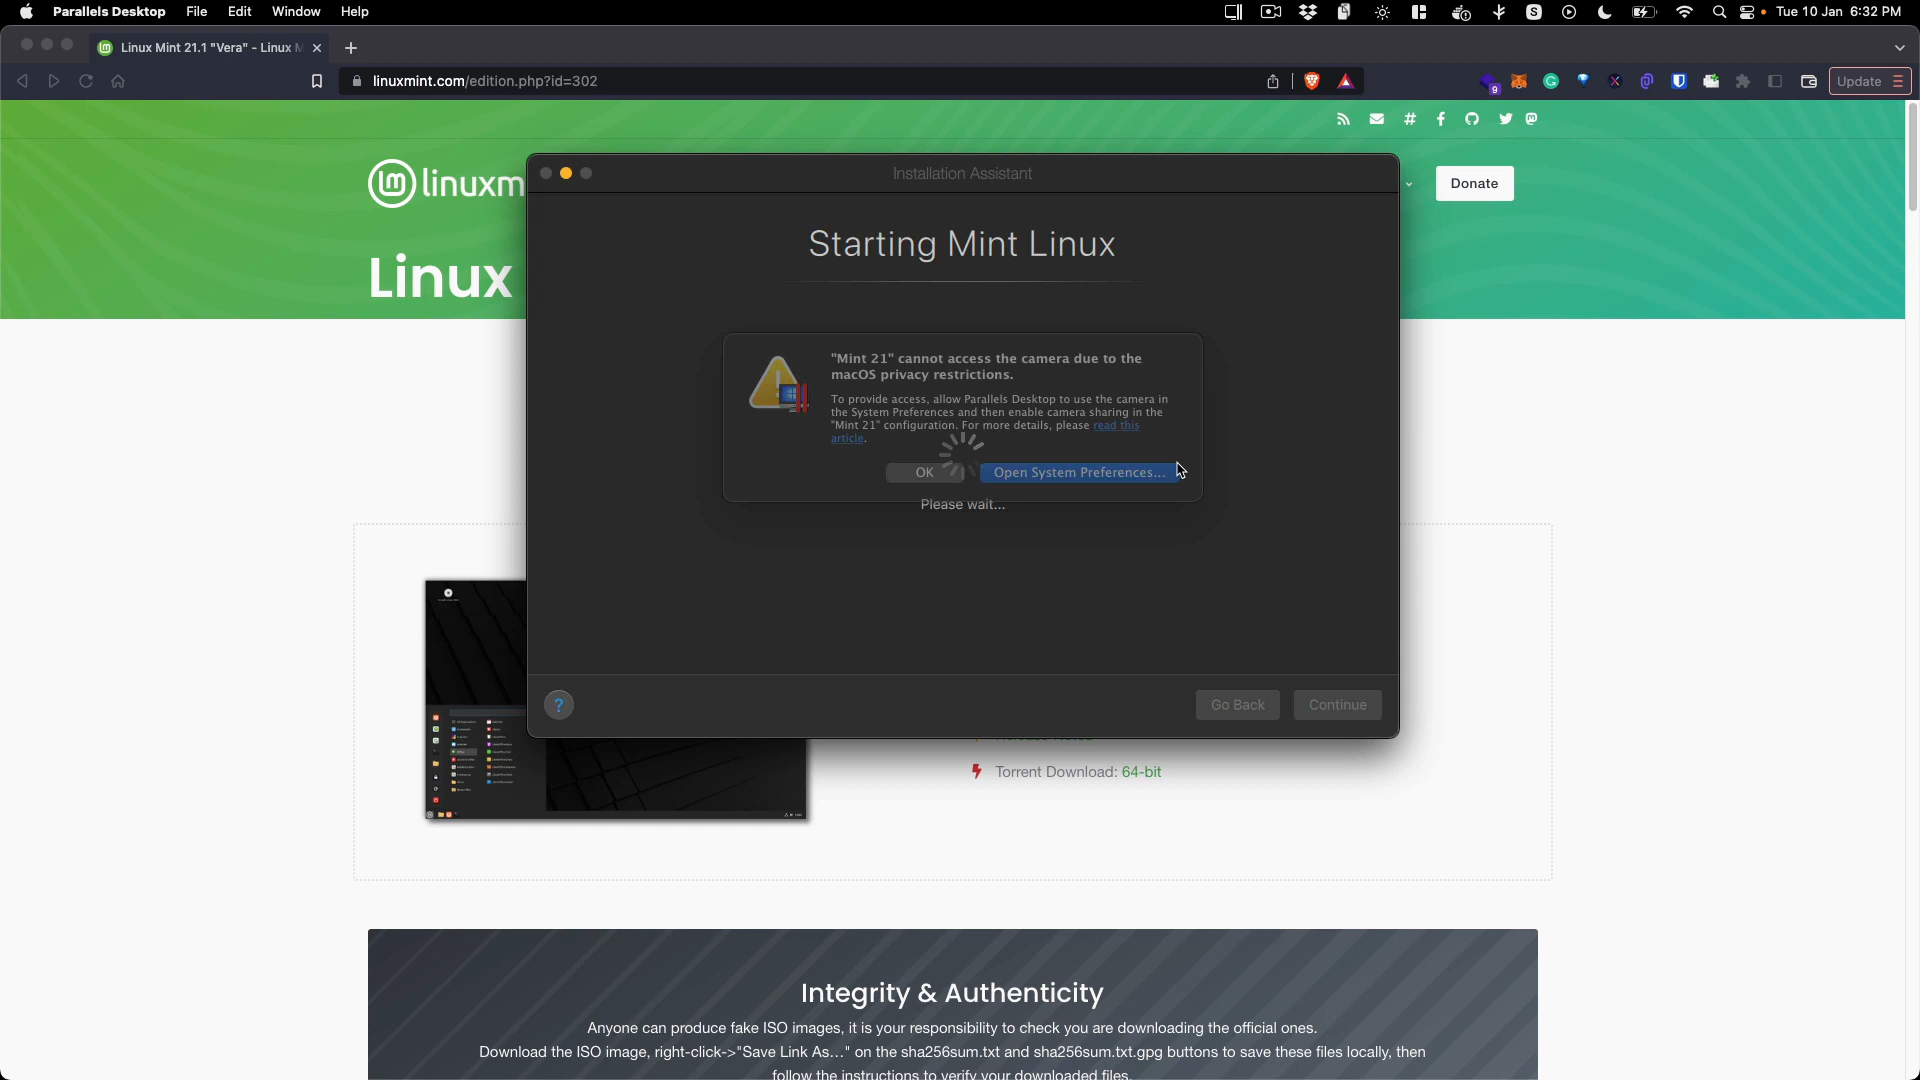 Parallels Desktop File Edit Window Help
Tue 10 Jan 6:32 PM
Linux Mint 21.1 "Vera" - Linux M
linuxmint.com/edition.php?id=302
9
Update
linuxm
Donate
Linux
Installation Assistant
Starting Mint Linux
"Mint 21" cannot access the camera due to the
macOS privacy restrictions.
To provide access, allow Parallels Desktop to use the camera in
the System Preferences and then enable camera sharing in the
"Mint 21" configuration. For more details, please read this
article.
OK
Open System Preferences...
Please wait...
?
Go Back
Continue
Torrent Download: 64-bit
Integrity & Authenticity
Anyone can produce fake ISO images, it is your responsibility to check you are downloading the official ones.
Download the ISO image, right-click->"Save Link As..." on the sha256sum.txt and sha256sum.txt.gpg buttons to save these files locally, then
follow the instructions to verify your downloaded files.